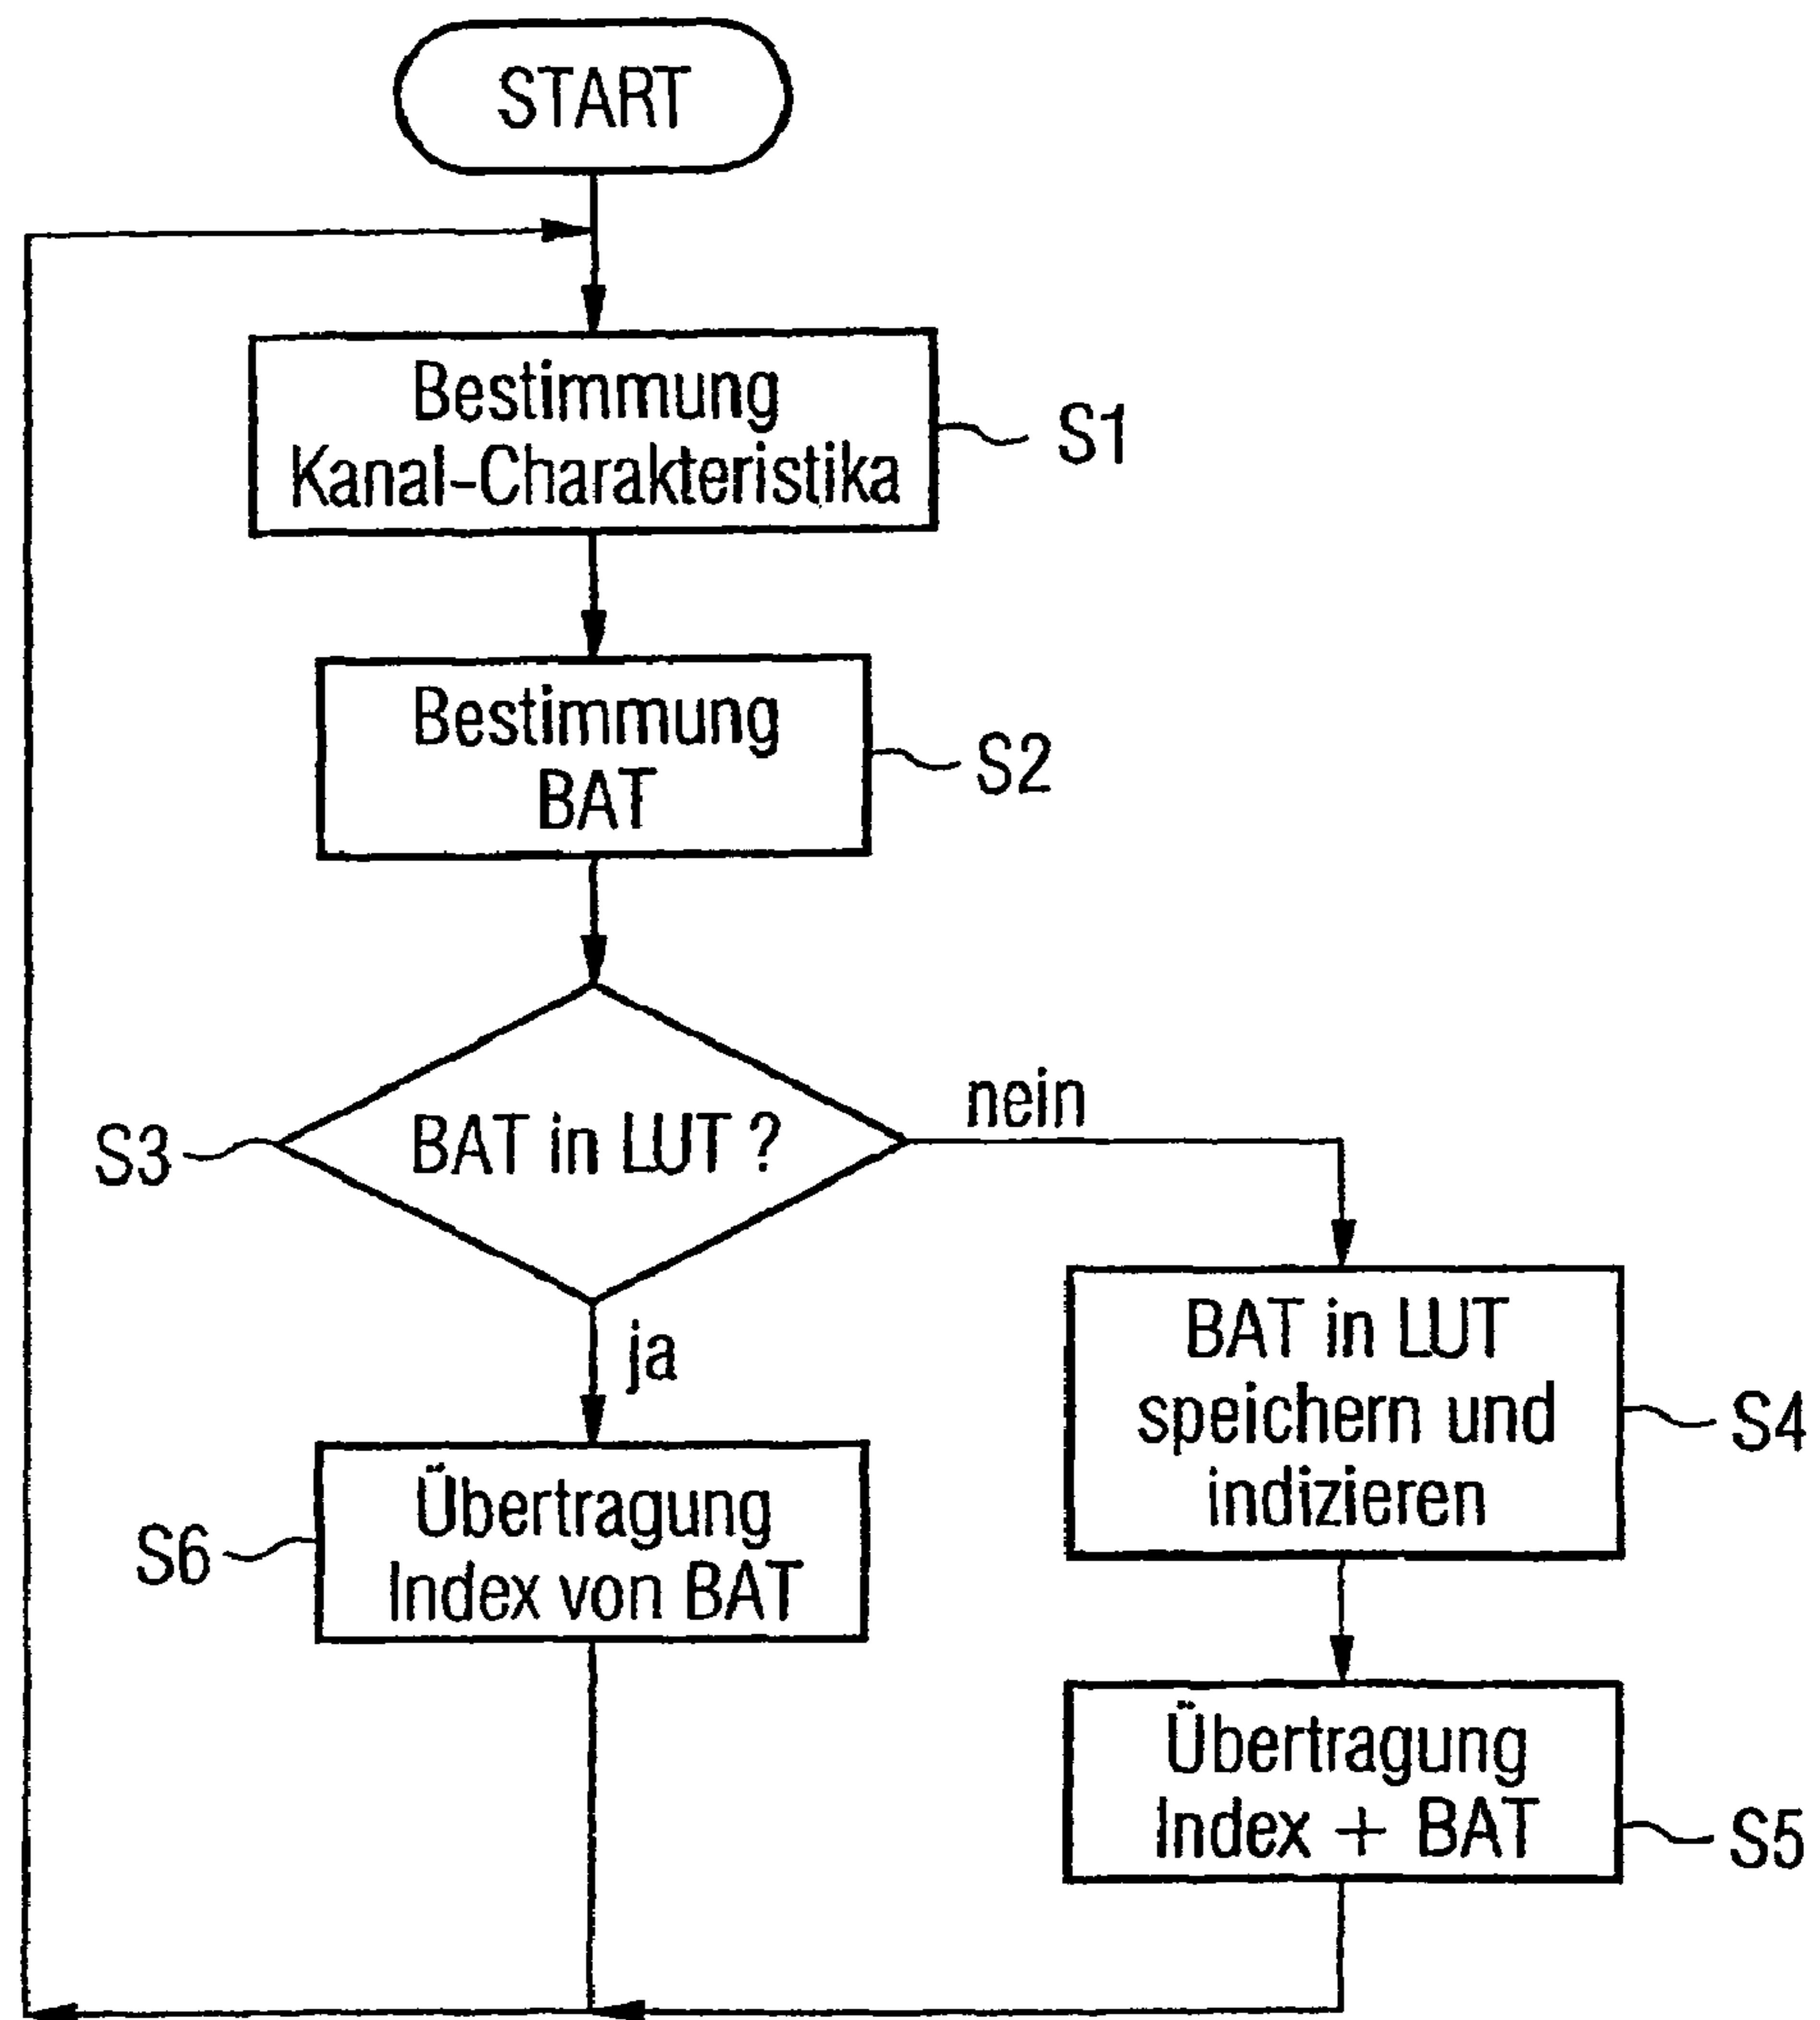 START
Bestimmung
Kanal-Charakteristika
S1
Bestimmung
BAT
S2
S3
BAT in LUT ?
nein
ja
BAT in LUT
speichern und
indizieren
S4
S6
Übertragung
Index von BAT
Übertragung
Index + BAT
S5